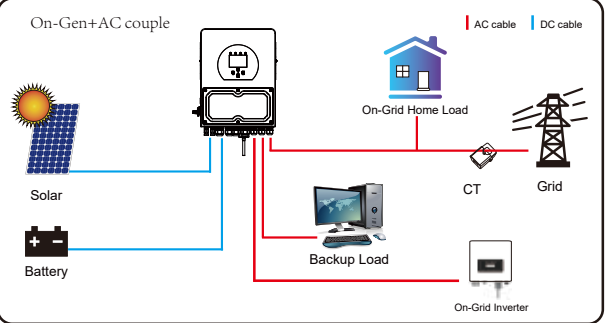 On-Gen+AC couple
AC cable
DC cable
On-Grid Home Load
Solar
CT
Grid
Battery
Backup Load
On-Grid Inverter